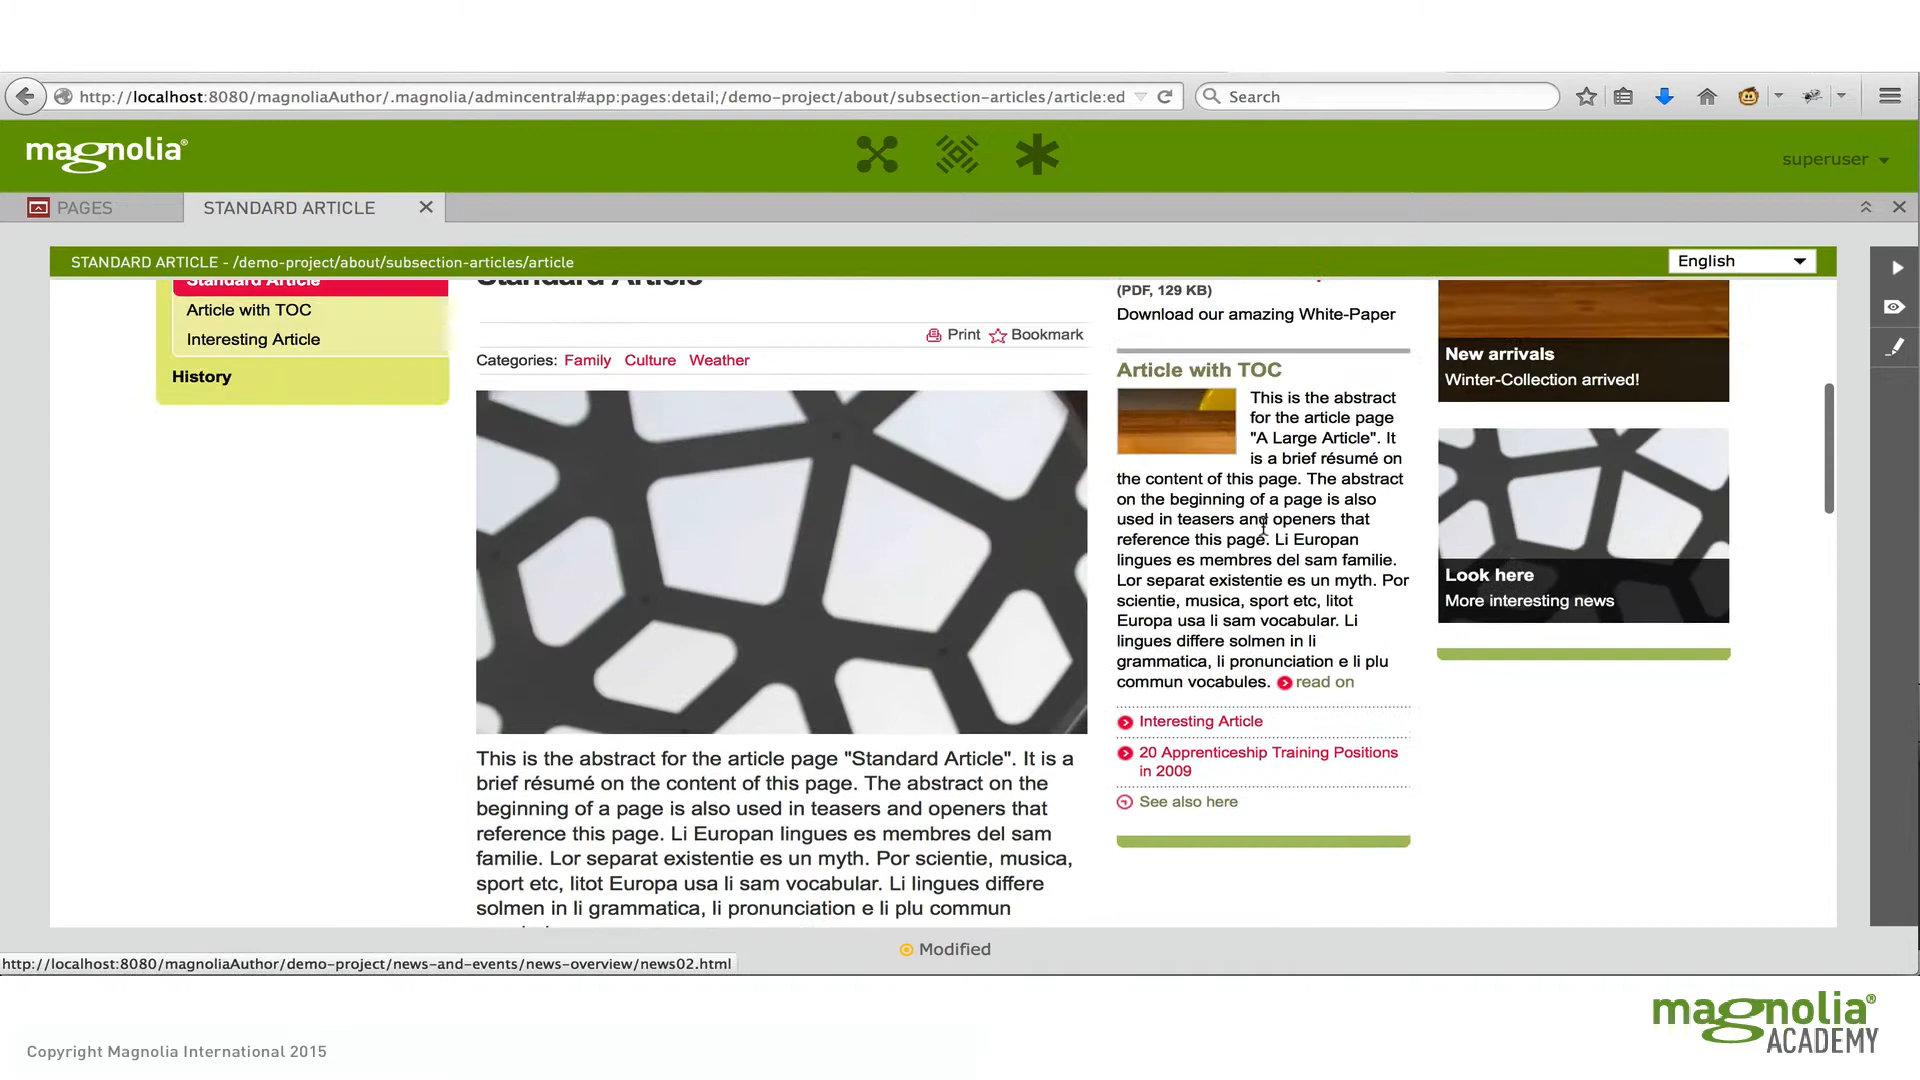 http://localhost:8080/magnoliaAuthor/.magnolia/admincentral#app:pages:detail;/demo-project/about/subsection-articles/article:ed
Search
magnolia®
superuser
PAGES
STANDARD ARTICLE
STANDARD ARTICLE - /demo-project/about/subsection-articles/article
English
Standard Article
Article with TOC
Interesting Article
History
Standard Article
Print
Bookmark
Categories: Family Culture Weather
This is the abstract for the article page "Standard Article". It is a
brief résumé on the content of this page. The abstract on the
beginning of a page is also used in teasers and openers that
reference this page. Li Europan lingues es membres del sam
familie. Lor separat existentie es un myth. Por scientie, musica,
sport etc, litot Europa usa li sam vocabular. Li lingues differe
solmen in li grammatica, li pronunciation e li plu commun
(PDF, 129 KB)
Download our amazing White-Paper
Article with TOC
This is the abstract
for the article page
"A Large Article". It
is a brief résumé on
the content of this page. The abstract
on the beginning of a page is also
used in teasers and openers that
reference this page. Li Europan
lingues es membres del sam familie.
Lor separat existentie es un myth. Por
scientie, musica, sport etc, litot
Europa usa li sam vocabular. Li
lingues differe solmen in li
grammatica, li pronunciation e li plu
commun vocabules. read on
Interesting Article
20 Apprenticeship Training Positions
in 2009
See also here
New arrivals
Winter-Collection arrived!
Look here
More interesting news
Modified
http://localhost:8080/magnoliaAuthor/demo-project/news-and-events/news-overview/news02.html
magnolia®
ACADEMY
Copyright Magnolia International 2015